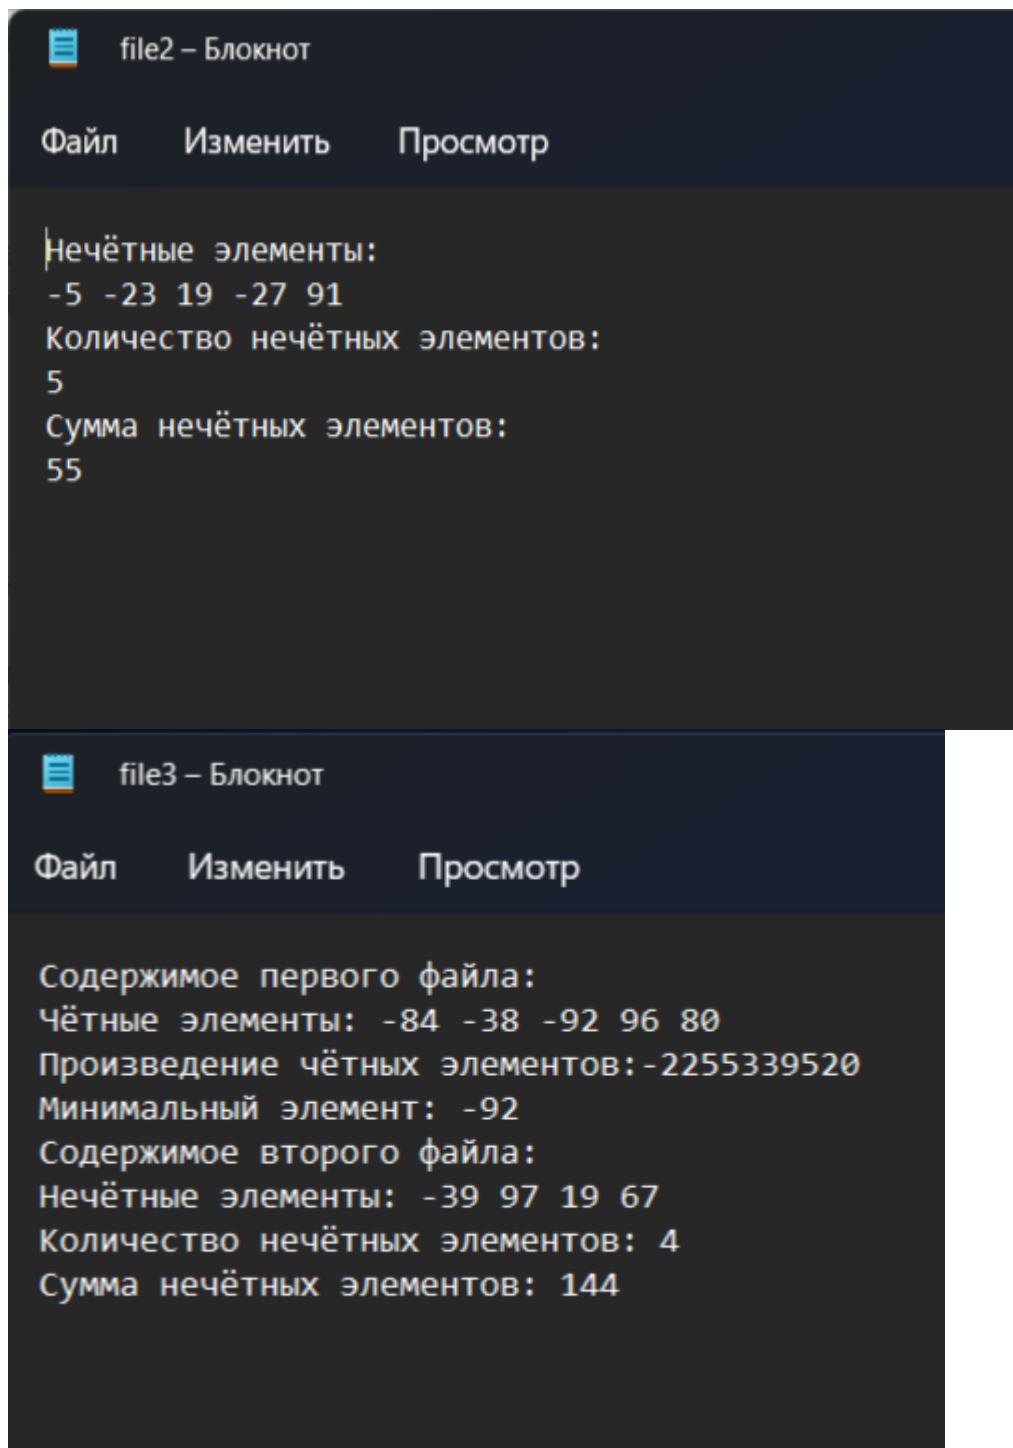 file2 – Блокнот
Файл Изменить Просмотр
Нечётные элементы:
-5 -23 19 -27 91
Количество нечётных элементов:
5
Сумма нечётных элементов:
55
file3 – Блокнот
Файл Изменить Просмотр
Содержимое первого файла:
Чётные элементы: -84 -38 -92 96 80
Произведение чётных элементов:-2255339520
Минимальный элемент: -92
Содержимое второго файла:
Нечётные элементы: -39 97 19 67
Количество нечётных элементов: 4
Сумма нечётных элементов: 144